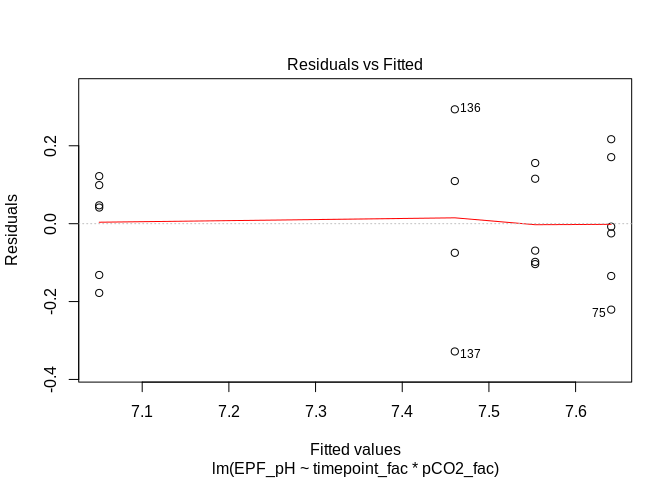 Residuals vs Fitted
Residuals
0.2
0.0
-0.2
-0.4
136
137
75
7.1 7.2 7.3 7.4 7.5 7.6
Fitted values
lm(EPF_pH ~ timepoint_fac * pCO2_fac)